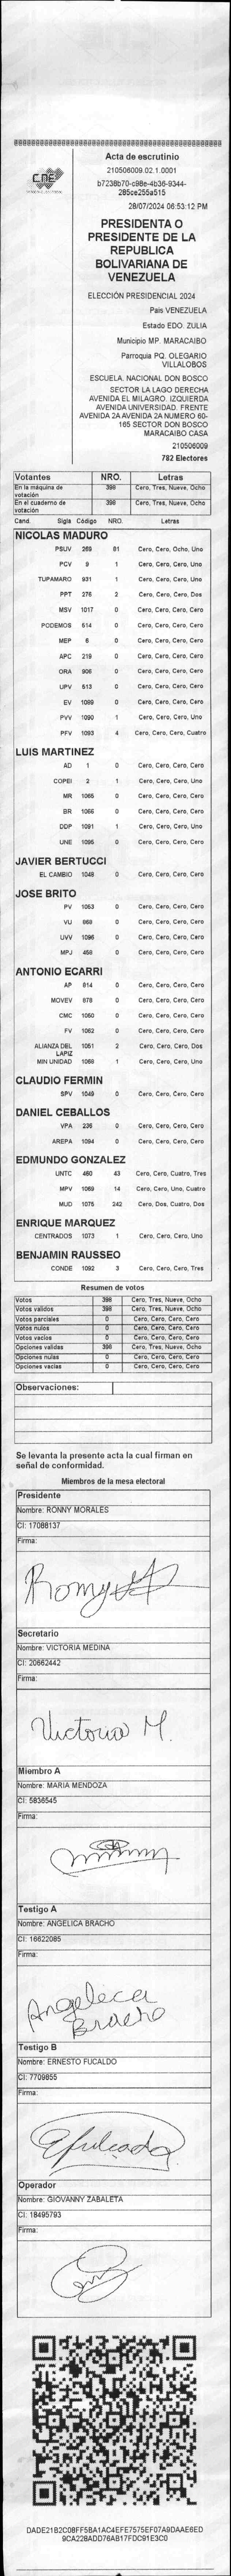 CNE
Acta de escrutinio
210506009.02.1.0001
b7238b70-c98e-4b36-9344-
285ce255a515
28/07/2024 06:53:12 PM
PRESIDENTA O
PRESIDENTE DE LA
REPUBLICA
BOLIVARIANA DE
VENEZUELA
ELECCIÓN PRESIDENCIAL 2024
Pais VENEZUELA
Estado EDO. ZULIA
Municipio MP. MARACAIBO
Parroquia PQ. OLEGARIO
VILLALOBOS
ESCUELA NACIONAL DON BOSCO
SECTOR LA LAGO DERECHA
AVENIDA EL MILAGRO. IZQUIERDA
AVENIDA UNIVERSIDAD. FRENTE
AVENIDA 2A AVENIDA 2A NUMERO 60-
165 SECTOR DON BOSCO
MARACAIBO CASA
210506009
782 Electores
Votantes NRO. Letras
En la máquina de votación 398 Cero, Tres, Nueve, Ocho
En el cuaderno de votación 398 Cero, Tres, Nueve, Ocho
Cand. Sigla Código NRO. Letras
NICOLAS MADURO
PSUV 269 81 Cero, Cero, Ocho, Uno
PCV 9 1 Cero, Cero, Cero, Uno
TUPAMARO 931 1 Cero, Cero, Cero, Uno
PPT 276 2 Cero, Cero, Cero, Dos
MSV 1017 0 Cero, Cero, Cero, Cero
PODEMOS 514 0 Cero, Cero, Cero, Cero
MEP 6 0 Cero, Cero, Cero, Cero
APC 219 0 Cero, Cero, Cero, Cero
ORA 906 0 Cero, Cero, Cero, Cero
UPV 513 0 Cero, Cero, Cero, Cero
EV 1089 0 Cero, Cero, Cero, Cero
PVV 1090 1 Cero, Cero, Cero, Uno
PFV 1093 4 Cero, Cero, Cero, Cuatro
LUIS MARTINEZ
AD 1 0 Cero, Cero, Cero, Cero
COPEI 2 1 Cero, Cero, Cero, Uno
MR 1065 0 Cero, Cero, Cero, Cero
BR 1066 0 Cero, Cero, Cero, Cero
DDP 1091 1 Cero, Cero, Cero, Uno
UNE 1095 0 Cero, Cero, Cero, Cero
JAVIER BERTUCCI
EL CAMBIO 1048 0 Cero, Cero, Cero, Cero
JOSE BRITO
PV 1053 0 Cero, Cero, Cero, Cero
VU 868 0 Cero, Cero, Cero, Cero
UVV 1096 0 Cero, Cero, Cero, Cero
MPJ 458 0 Cero, Cero, Cero, Cero
ANTONIO ECARRI
AP 814 0 Cero, Cero, Cero, Cero
MOVEV 878 0 Cero, Cero, Cero, Cero
CMC 1050 0 Cero, Cero, Cero, Cero
FV 1062 0 Cero, Cero, Cero, Cero
ALIANZA DEL LAPIZ 1051 2 Cero, Cero, Cero, Dos
MIN UNIDAD 1058 1 Cero, Cero, Cero, Uno
CLAUDIO FERMIN
SPV 1049 0 Cero, Cero, Cero, Cero
DANIEL CEBALLOS
VPA 236 0 Cero, Cero, Cero, Cero
AREPA 1094 0 Cero, Cero, Cero, Cero
EDMUNDO GONZALEZ
UNTC 460 43 Cero, Cero, Cuatro, Tres
MPV 1069 14 Cero, Cero, Uno, Cuatro
MUD 1075 242 Cero, Dos, Cuatro, Dos
ENRIQUE MARQUEZ
CENTRADOS 1073 1 Cero, Cero, Cero, Uno
BENJAMIN RAUSSEO
CONDE 1092 3 Cero, Cero, Cero, Tres
Resumen de votos
Votos 398 Cero, Tres, Nueve, Ocho
Votos validos 398 Cero, Tres, Nueve, Ocho
Votos parciales 0 Cero, Cero, Cero, Cero
Votos nulos 0 Cero, Cero, Cero, Cero
Votos vacios 0 Cero, Cero, Cero, Cero
Opciones validas 398 Cero, Tres, Nueve, Ocho
Opciones nulas 0 Cero, Cero, Cero, Cero
Opciones vacias 0 Cero, Cero, Cero, Cero
Observaciones:
Se levanta la presente acta la cual firman en
señal de conformidad.
Miembros de la mesa electoral
Presidente
Nombre: RONNY MORALES
CI: 17088137
Firma:
Secretario
Nombre: VICTORIA MEDINA
CI: 20662442
Firma:
Victoria M.
Miembro A
Nombre: MARIA MENDOZA
CI: 5836545
Firma:
Testigo A
Nombre: ANGELICA BRACHO
CI: 16622085
Firma:
Angelica
Bracho
Testigo B
Nombre: ERNESTO FUCALDO
CI: 7709855
Firma:
Operador
Nombre: GIOVANNY ZABALETA
CI: 18495793
Firma:
DADE21B2C08FF5BA1AC4EFE7575EF07A9DAAE6ED
9CA228ADD76AB17FDC91E3C0